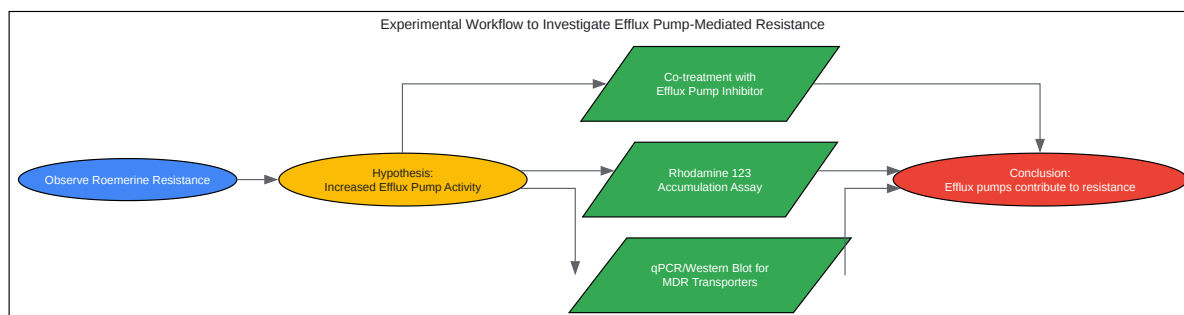 Experimental Workflow to Investigate Efflux Pump-Mediated Resistance
Co-treatment with
Efflux Pump Inhibitor
Observe Roemerine Resistance
Hypothesis:
Increased Efflux Pump Activity
Rhodamine 123
Accumulation Assay
Conclusion:
Efflux pumps contribute to resistance
qPCR/Western Blot for
MDR Transporters